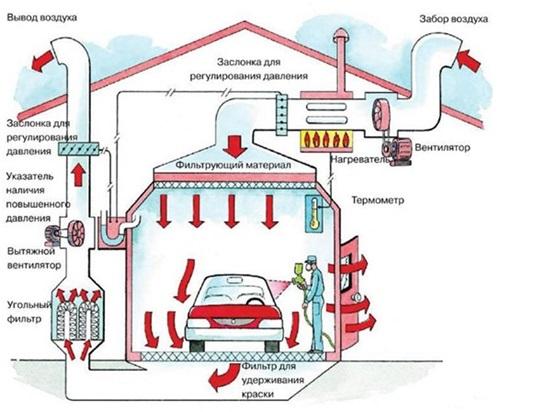 Вывод воздуха
Забор воздуха
Заслонка для
регулирования давления
Заслонка для
регулирования
давления
Вентилятор
Фильтрующий материал
Нагреватель
Указатель
наличия
повышенного
давления
Термометр
Вытяжной
вентилятор
Угольный
фильтр
Фильтр для
удерживания
краски